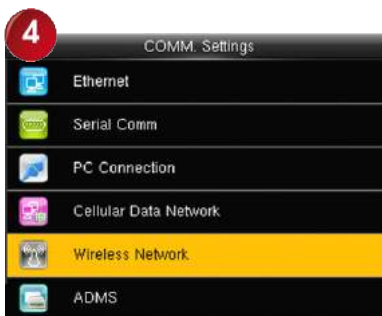 4
COMM. Settings
Ethernet
Serial Comm
PC Connection
Cellular Data Network
Wireless Network
ADMS